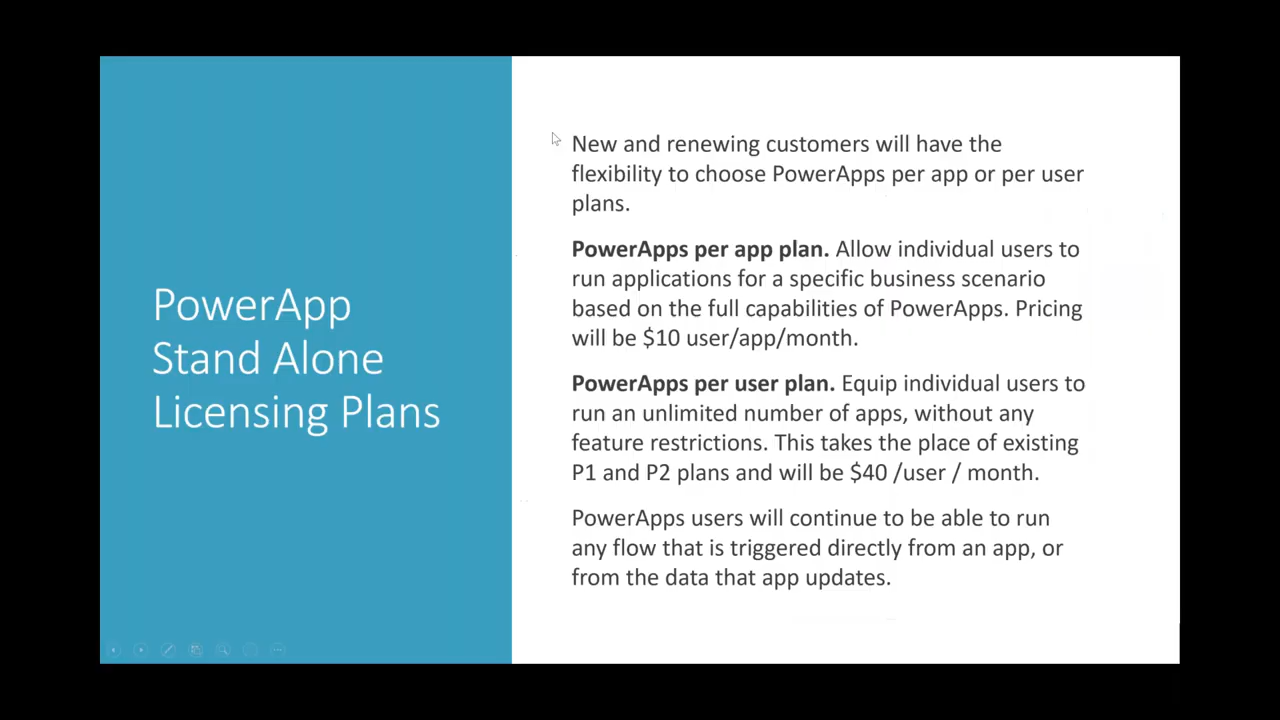 PowerApp
Stand Alone
Licensing Plans
New and renewing customers will have the
flexibility to choose PowerApps per app or per user
plans.
PowerApps per app plan. Allow individual users to
run applications for a specific business scenario
based on the full capabilities of PowerApps. Pricing
will be $10 user/app/month.
PowerApps per user plan. Equip individual users to
run an unlimited number of apps, without any
feature restrictions. This takes the place of existing
P1 and P2 plans and will be $40 /user / month.
PowerApps users will continue to be able to run
any flow that is triggered directly from an app, or
from the data that app updates.